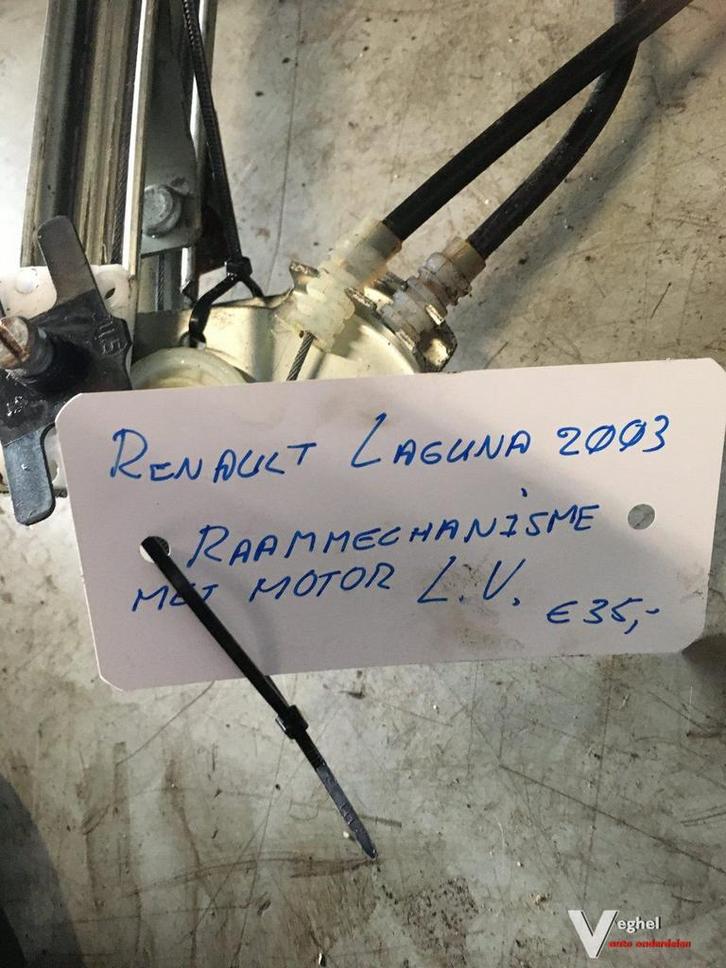 RENAULT LAGUNA 2003
RAAMMECHANISME
MET MOTOR L.V.
€35,-
Veghel
auto onderdelen